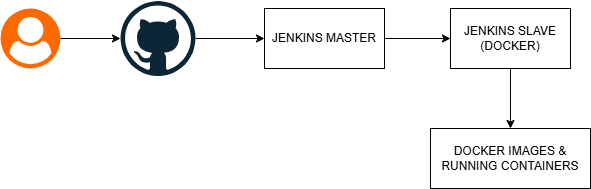 JENKINS MASTER
JENKINS SLAVE
(DOCKER)
DOCKER IMAGES &
RUNNING CONTAINERS